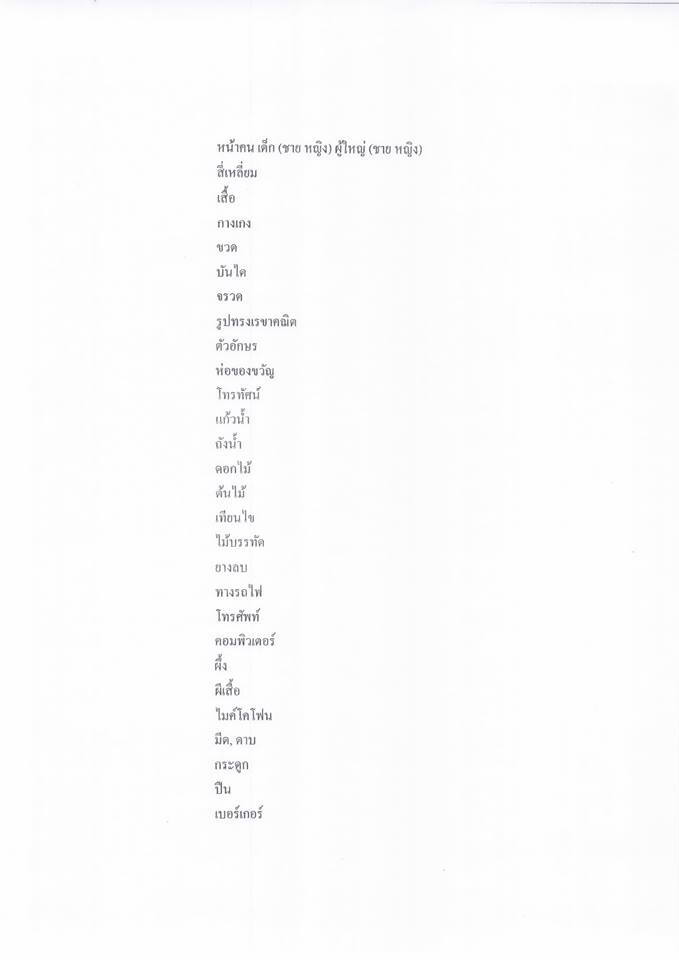 หน้าคน เด็ก (ชาย หญิง) ผู้ใหญ่ (ชาย หญิง)
สี่เหลี่ยม
เสื้อ
กางเกง
ขวด
บันได
จรวด
รูปทรงเรขาคณิต
ตัวอักษร
ห่อของขวัญ
โทรทัศน์
แก้วน้ำ
ถังน้ำ
ดอกไม้
ต้นไม้
เทียนไข
ไม้บรรทัด
ยางลบ
ทางรถไฟ
โทรศัพท์
คอมพิวเตอร์
ผึ้ง
ผีเสื้อ
ไมค์โคโฟน
มีด, ดาบ
กระดูก
ปืน
เบอร์เกอร์